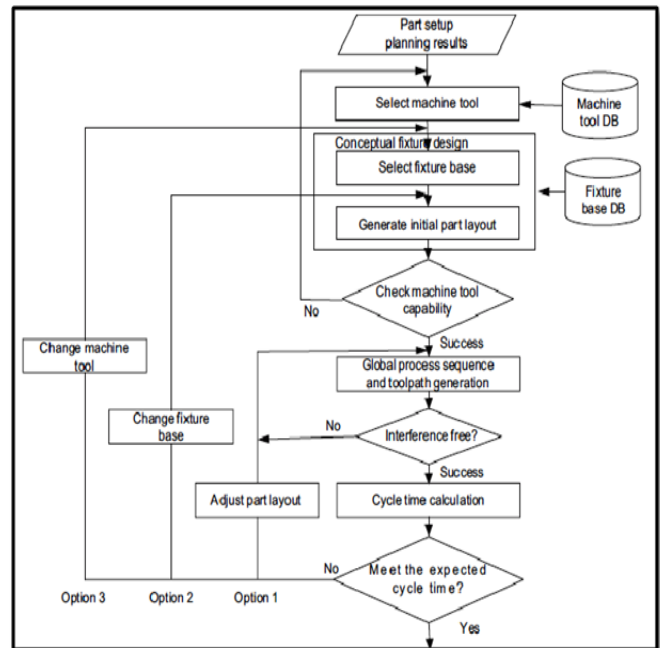 Part setup
planning results
Select machine tool
Machine
tool DB
Conceptual fixture design
Select fixture base
Fixture
base DB
Generate initial part layout
Check machine tool
capability
No
Success
Change machine
tool
Global process sequence
and toolpath generation
Change fixture
base
No
Interference free?
Success
Adjust part layout
Cycle time calculation
No
Meet the expected
cycle time?
Option 3
Option 2
Option 1
Yes